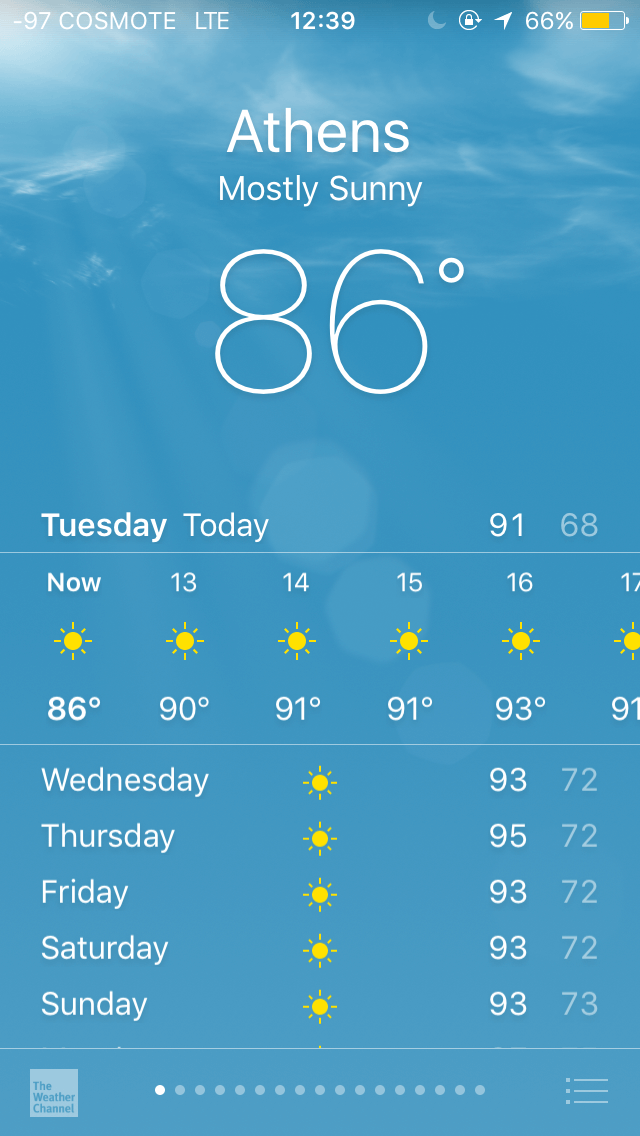 -97 COSMOTE LTE 12:39 66%
Athens
Mostly Sunny
86°
Tuesday Today 91 68
Now 13 14 15 16 17
86° 90° 91° 91° 93° 91
Wednesday 93 72
Thursday 95 72
Friday 93 72
Saturday 93 72
Sunday 93 73
The
Weather
Channel